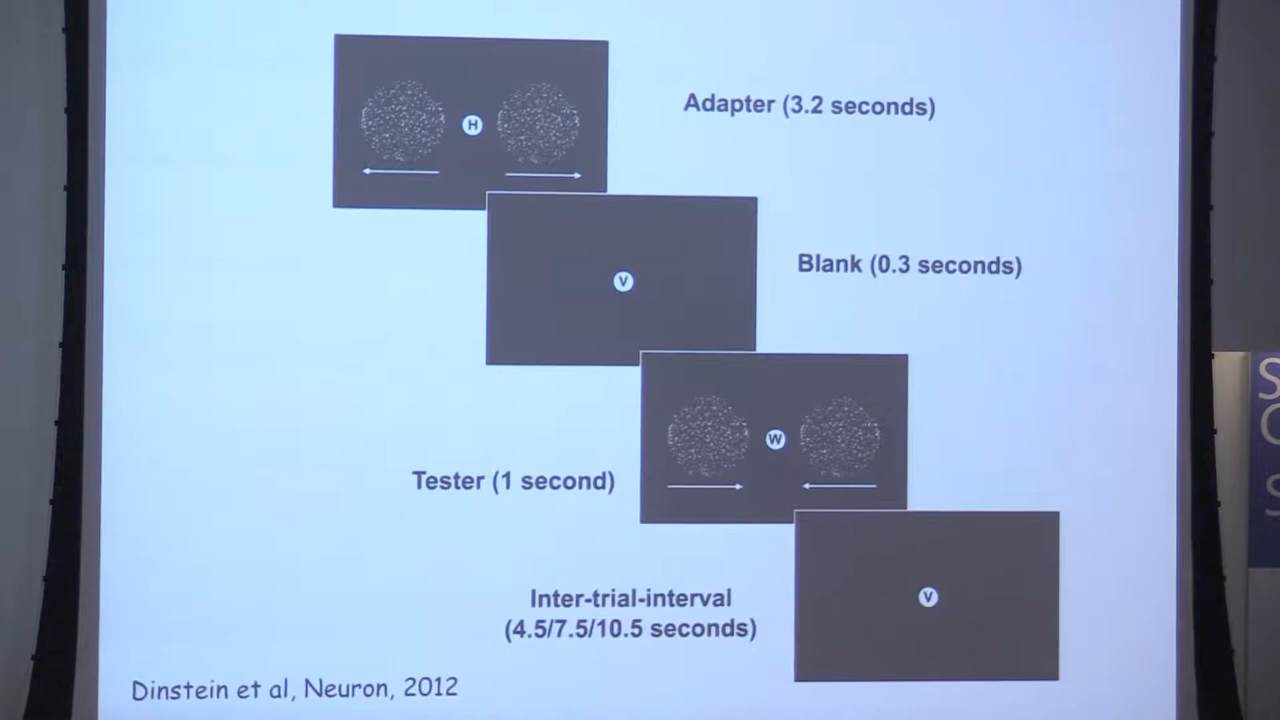 H
Adapter (3.2 seconds)
V
Blank (0.3 seconds)
W
Tester (1 second)
Inter-trial-interval
(4.5/7.5/10.5 seconds)
V
Dinstein et al, Neuron, 2012